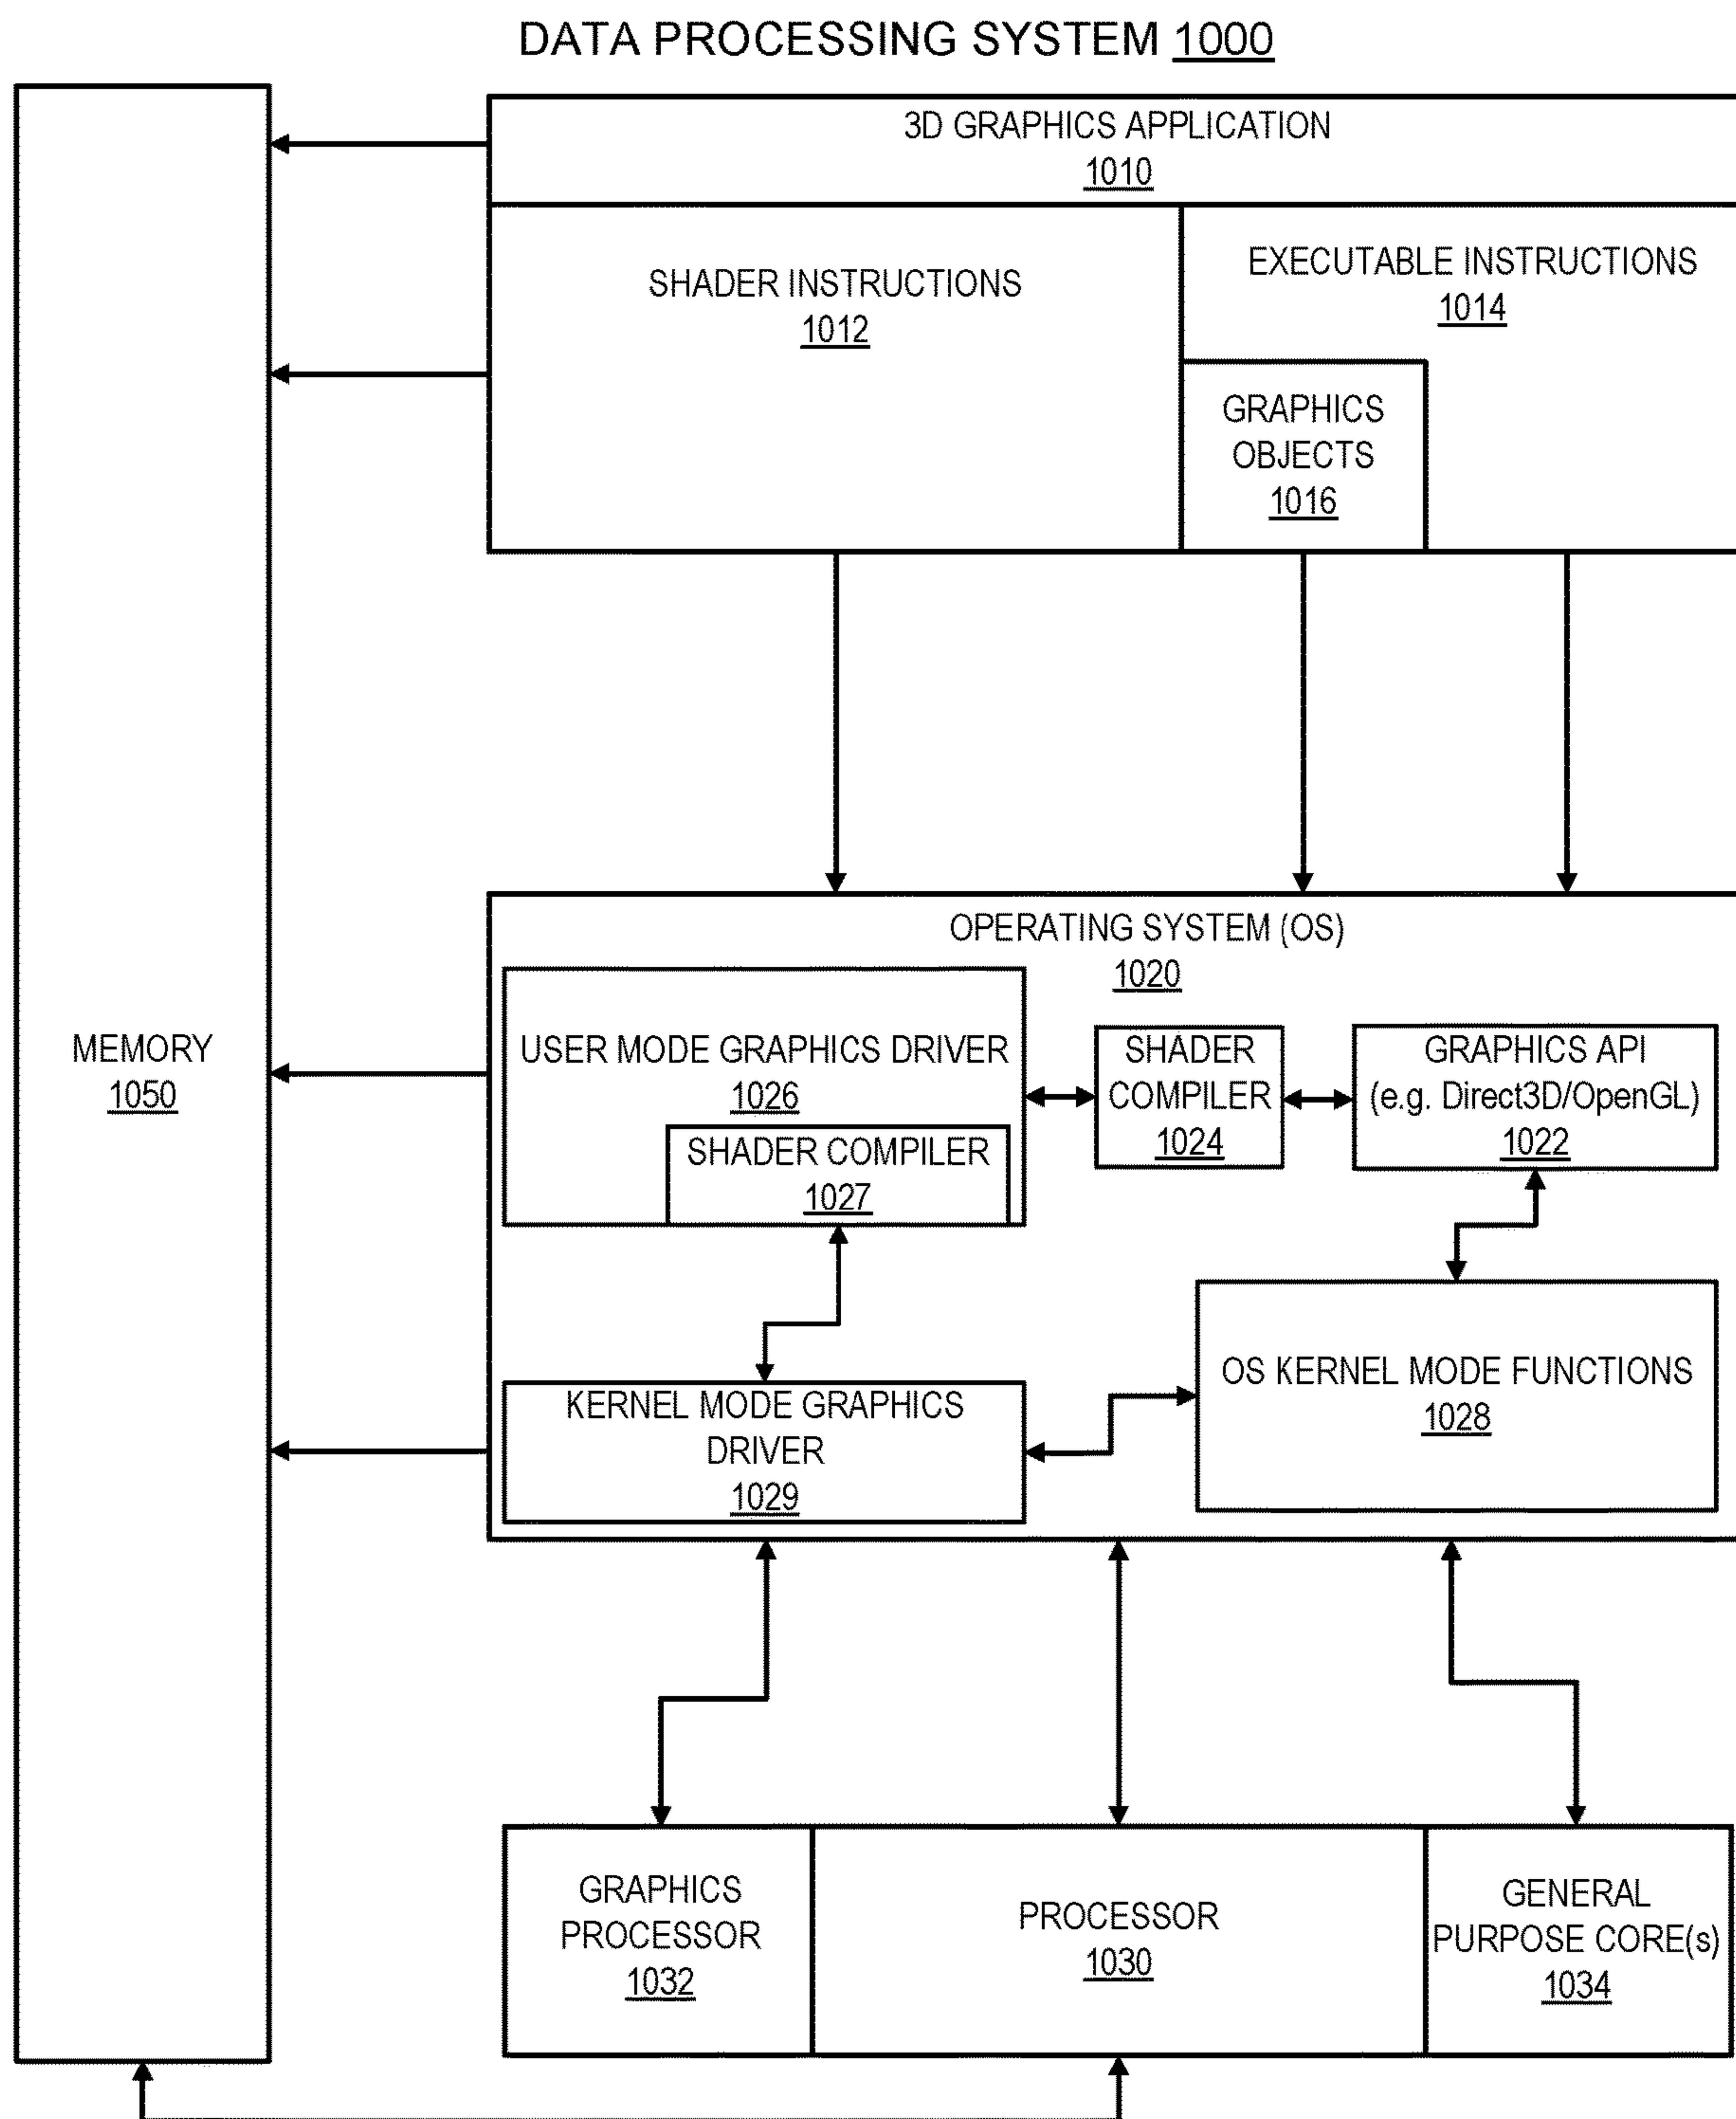 DATA PROCESSING SYSTEM 1000
3D GRAPHICS APPLICATION
1010
SHADER INSTRUCTIONS
1012
EXECUTABLE INSTRUCTIONS
1014
GRAPHICS
OBJECTS
1016
OPERATING SYSTEM (OS)
1020
MEMORY
1050
USER MODE GRAPHICS DRIVER
1026
SHADER COMPILER
1027
SHADER
COMPILER
1024
GRAPHICS API
(e.g. Direct3D/OpenGL)
1022
KERNEL MODE GRAPHICS
DRIVER
1029
OS KERNEL MODE FUNCTIONS
1028
GRAPHICS
PROCESSOR
1032
PROCESSOR
1030
GENERAL
PURPOSE CORE(s)
1034